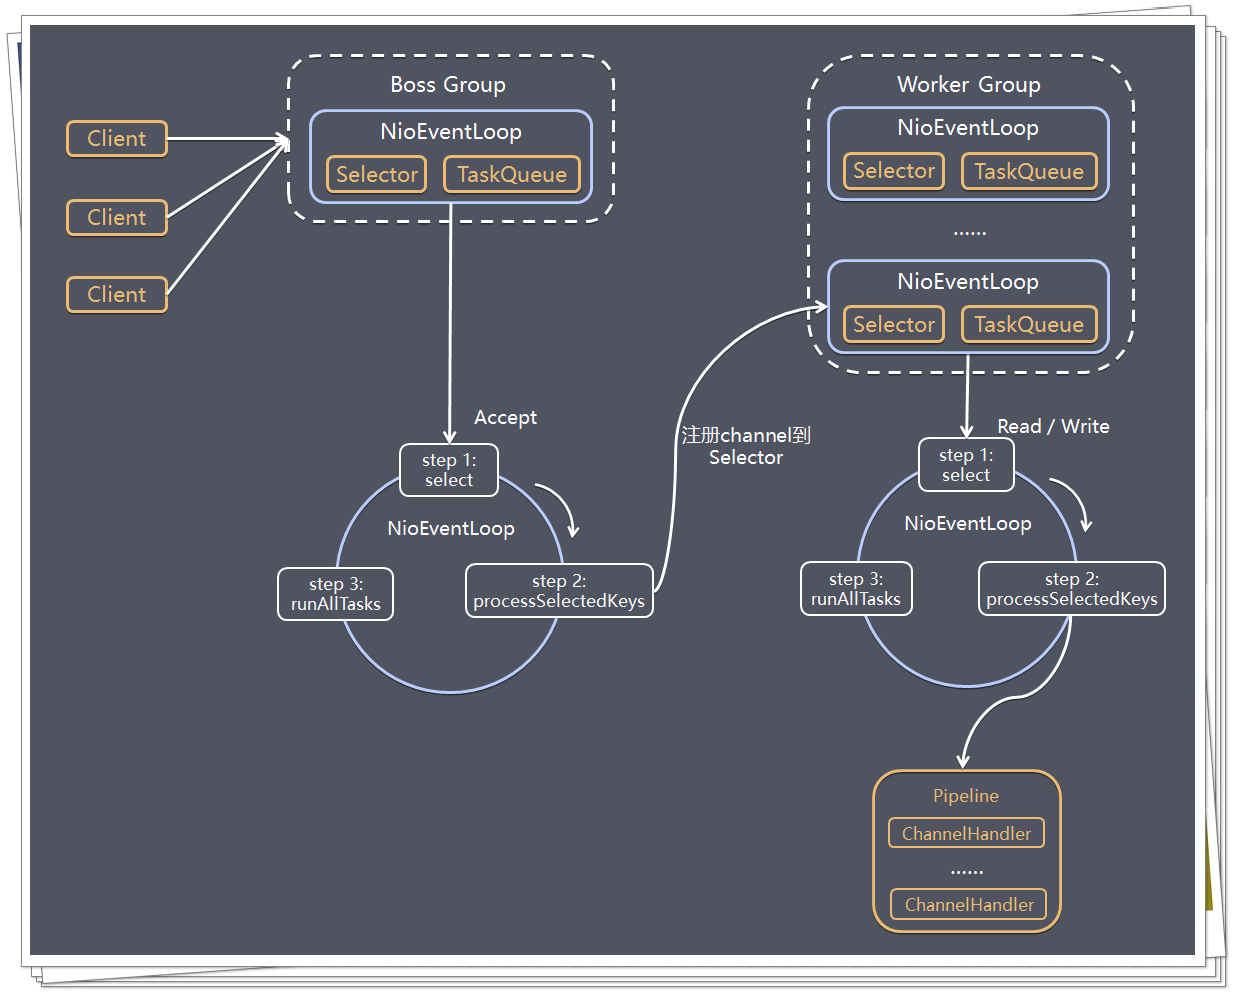 Boss Group
NioEventLoop
Selector
TaskQueue
Client
Client
Client
Worker Group
NioEventLoop
Selector
TaskQueue
......
NioEventLoop
Selector
TaskQueue
Accept
step 1:
select
NioEventLoop
step 2:
processSelectedKeys
step 3:
runAllTasks
注册channel到
Selector
Read / Write
step 1:
select
NioEventLoop
step 2:
processSelectedKeys
step 3:
runAllTasks
Pipeline
ChannelHandler
......
ChannelHandler